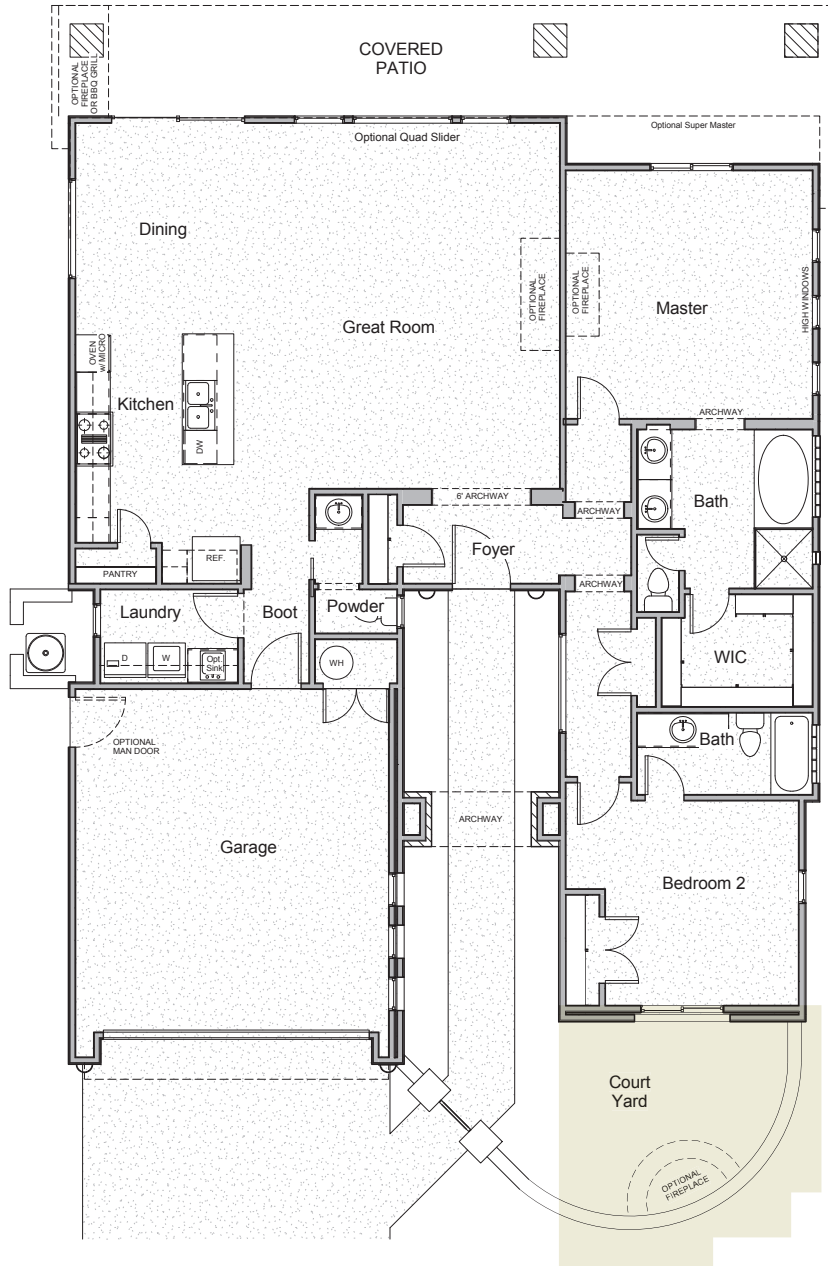 COVERED
PATIO
OPTIONAL
FIREPLACE
OR BBQ GRILL
Optional Quad Slider
Optional Super Master
Dining
OPTIONAL
FIREPLACE
OPTIONAL
FIREPLACE
HIGH WINDOWS
Great Room
Master
OVEN
w/ MICRO
Kitchen
DW
ARCHWAY
6' ARCHWAY
Bath
ARCHWAY
Foyer
REF.
PANTRY
ARCHWAY
Laundry
Boot
Powder
D
W
Opt.
Sink
WH
WIC
OPTIONAL
MAN DOOR
Bath
ARCHWAY
Garage
Bedroom 2
Court
Yard
OPTIONAL
FIREPLACE